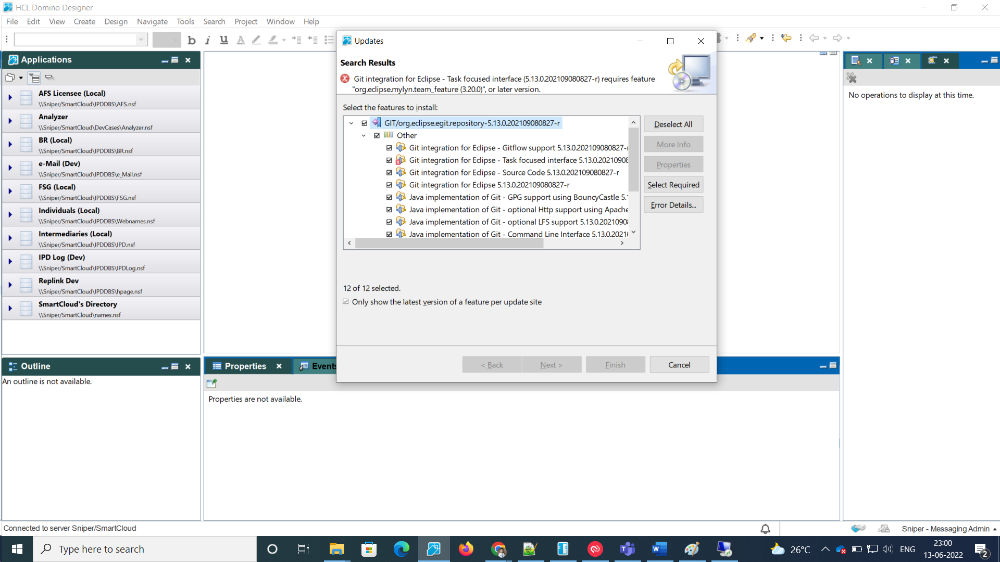 HCL Domino Designer
File Edit View Create Design Navigate Tools Search Project Window Help
b i u A
Applications
AFS Licensee (Local)
\\Sniper/SmartCloud\IPDDBS\AFS.nsf
Analyzer
\\Sniper/SmartCloud\DevCases\Analyzer.nsf
BR (Local)
\\Sniper/SmartCloud\IPDDBS\BR.nsf
e-Mail (Dev)
\\Sniper/SmartCloud\IPDDBS\e_Mail.nsf
FSG (Local)
\\Sniper/SmartCloud\IPDDBS\FSG.nsf
Individuals (Local)
\\Sniper/SmartCloud\IPDDBS\Webnames.nsf
Intermediaries (Local)
\\Sniper/SmartCloud\IPDDBS\IPD.nsf
IPD Log (Dev)
\\Sniper/SmartCloud\IPDDBS\IPDLog.nsf
Replink Dev
\\Sniper/SmartCloud\IPDDBS\hpage.nsf
SmartCloud's Directory
\\Sniper/SmartCloud\names.nsf
Outline
An outline is not available.
Updates
Search Results
Git integration for Eclipse - Task focused interface (5.13.0.202109080827-r) requires feature
"org.eclipse.mylyn.team_feature (3.20.0)", or later version.
Select the features to install:
GIT/org.eclipse.egit.repository-5.13.0.202109080827-r
Other
Git integration for Eclipse - Gitflow support 5.13.0.202109080827-r
Git integration for Eclipse - Task focused interface 5.13.0.20210908
Git integration for Eclipse - Source Code 5.13.0.202109080827-r
Git integration for Eclipse 5.13.0.202109080827-r
Java implementation of Git - GPG support using BouncyCastle 5.1
Java implementation of Git - optional Http support using Apache
Java implementation of Git - optional LFS support 5.13.0.20210908
Java implementation of Git - Command Line Interface 5.13.0.2021
Deselect All
More Info
Properties
Select Required
Error Details...
12 of 12 selected.
Only show the latest version of a feature per update site
< Back
Next >
Finish
Cancel
Properties
Events
Properties are not available.
No operations to display at this time.
Connected to server Sniper/SmartCloud
Sniper - Messaging Admin
Type here to search
26°C
ENG
23:00
13-06-2022
2